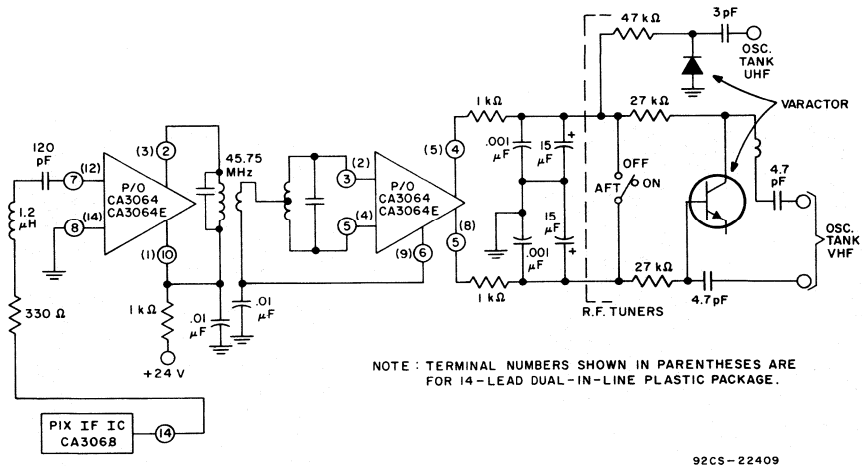 47 kΩ
3 pF
OSC.
TANK
UHF
VARACTOR
1 kΩ
27 kΩ
(3)
2
(5)
4
.001
μF
15
μF
+
120
pF
45.75
MHz
(2)
3
OFF
AFT
ON
4.7
pF
7
(12)
P/O
CA3064
CA3064E
P/O
CA3064
CA3064E
1.2
μH
8
(14)
5
(4)
(8)
5
15
μF
+
OSC.
TANK
VHF
(1)
10
(9)
6
.001
μF
27 kΩ
4.7 pF
1 kΩ
R.F. TUNERS
330 Ω
1 kΩ
.01
μF
.01
μF
+24 V
NOTE : TERMINAL NUMBERS SHOWN IN PARENTHESES ARE
FOR 14-LEAD DUAL-IN-LINE PLASTIC PACKAGE.
PIX IF IC
CA3068
14
92CS-22409